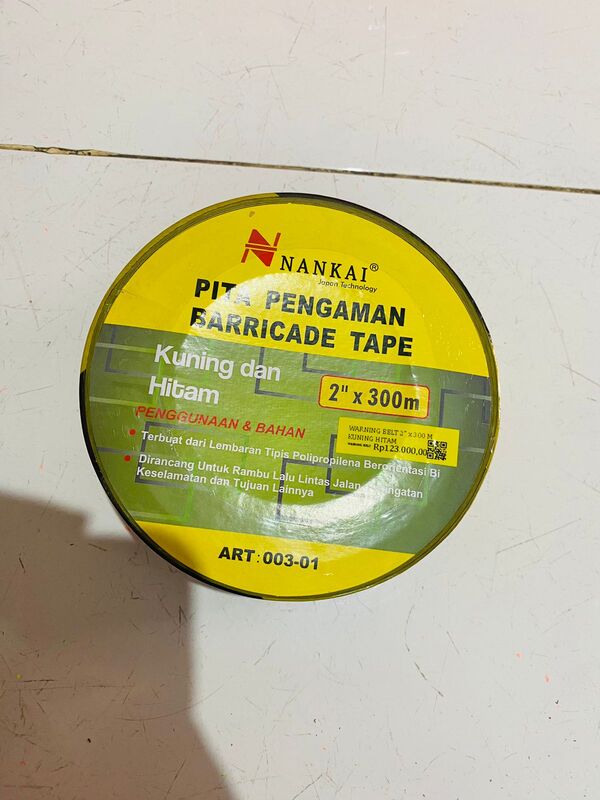 NANKAI®
Japan Technology
PITA PENGAMAN
BARRICADE TAPE
Kuning dan
Hitam
2" x 300m
PENGGUNAAN & BAHAN
WARNING BELT 2" x 300 M
KUNING HITAM
WARNING BELT Rp123.000,00
• Terbuat dari Lembaran Tipis Polipropilena Berorientasi Bi
• Dirancang Untuk Rambu Lalu Lintas Jalan
Keselamatan dan Tujuan Lainnya
ART : 003-01